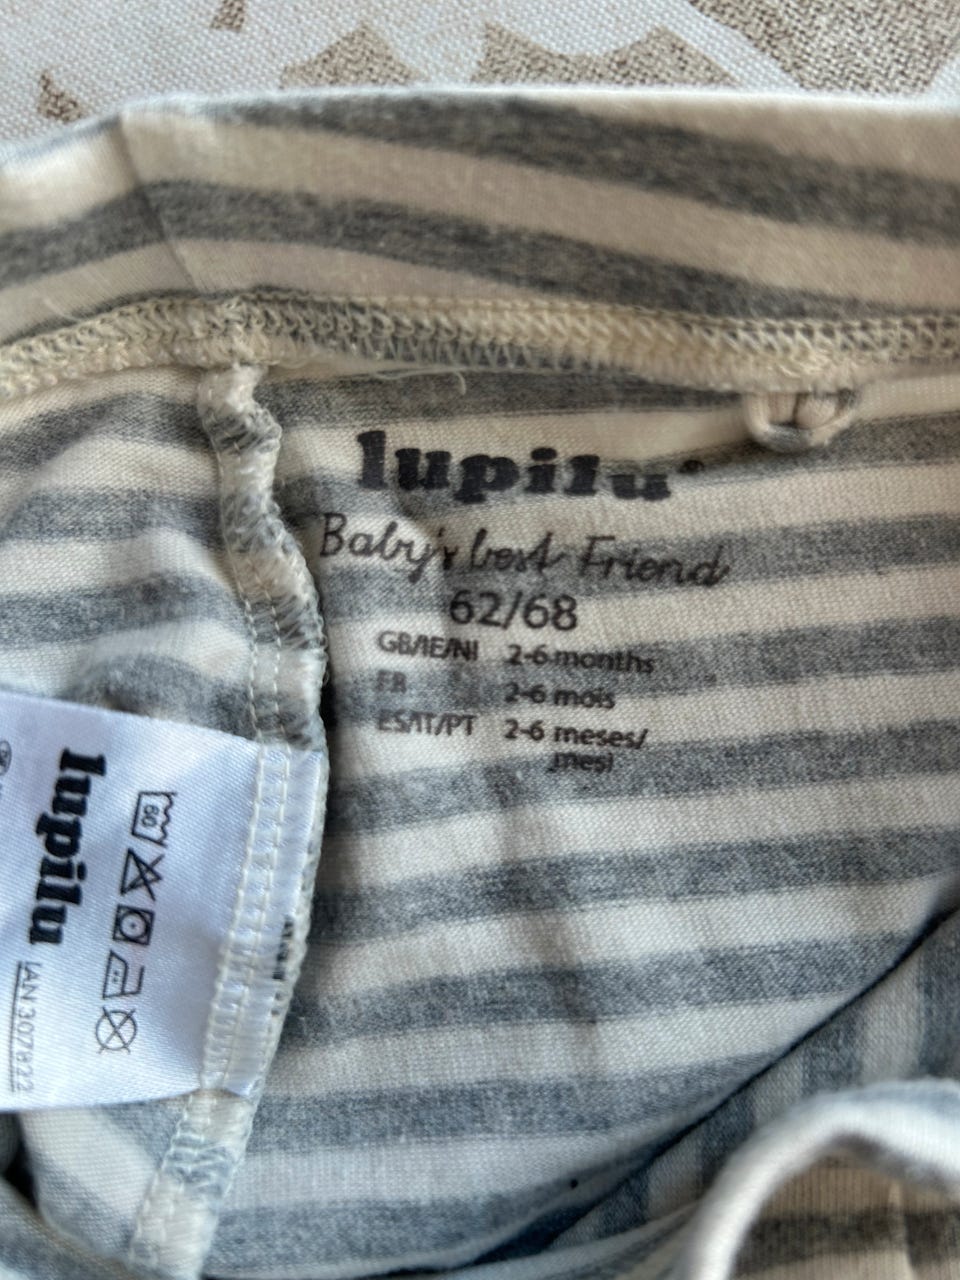 lupilu®
Baby's best Friend
62/68
GB/IE/NI 2-6 months
FR 2-6 mois
ES/IT/PT 2-6 meses/
mesi
lupilu
60
IAN 307822